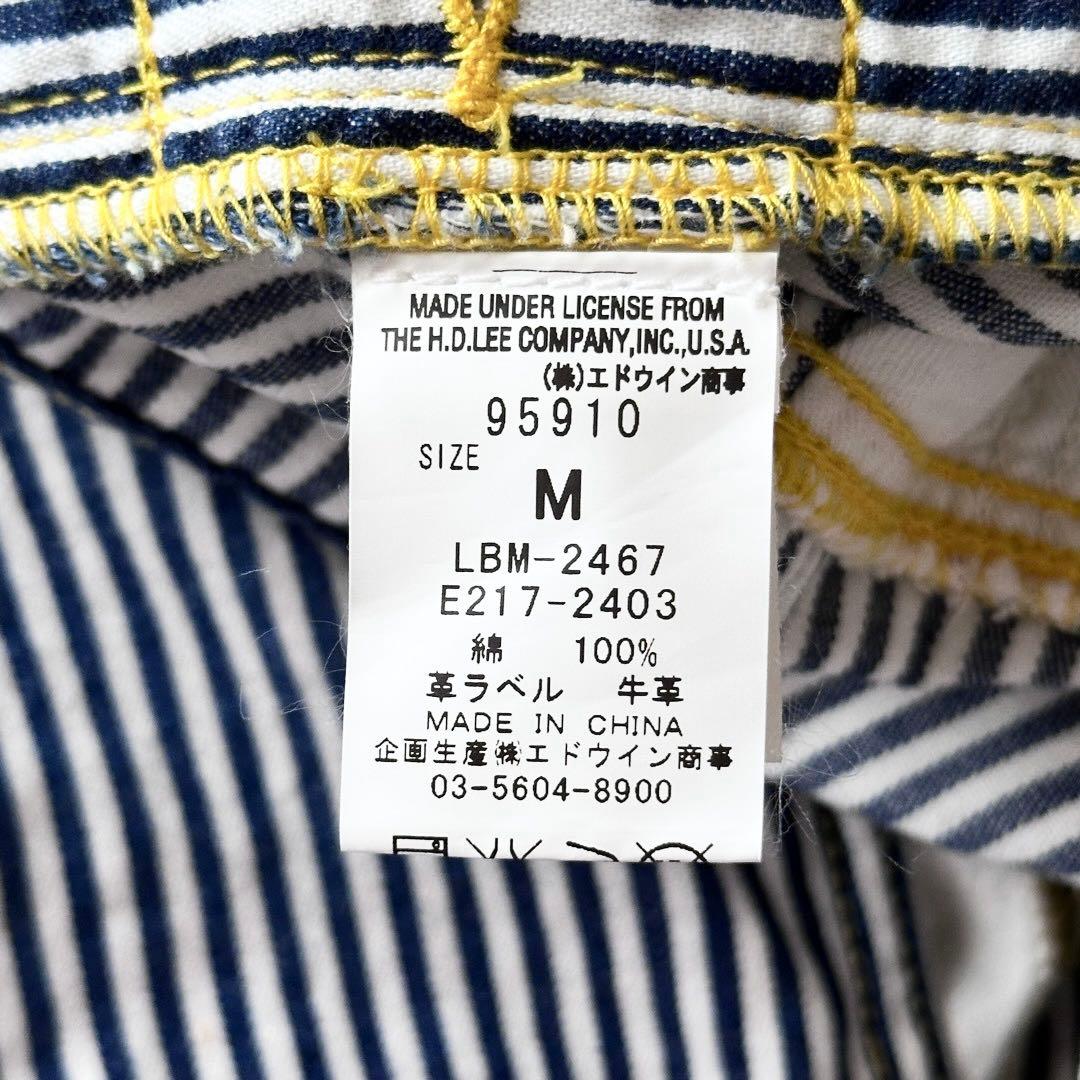 MADE UNDER LICENSE FROM
THE H.D.LEE COMPANY,INC.,U.S.A.
(株)エドウイン商事
95910
SIZE
M
LBM-2467
E217-2403
綿 100%
革ラベル 牛革
MADE IN CHINA
企画生産㈱エドウイン商事
03-5604-8900